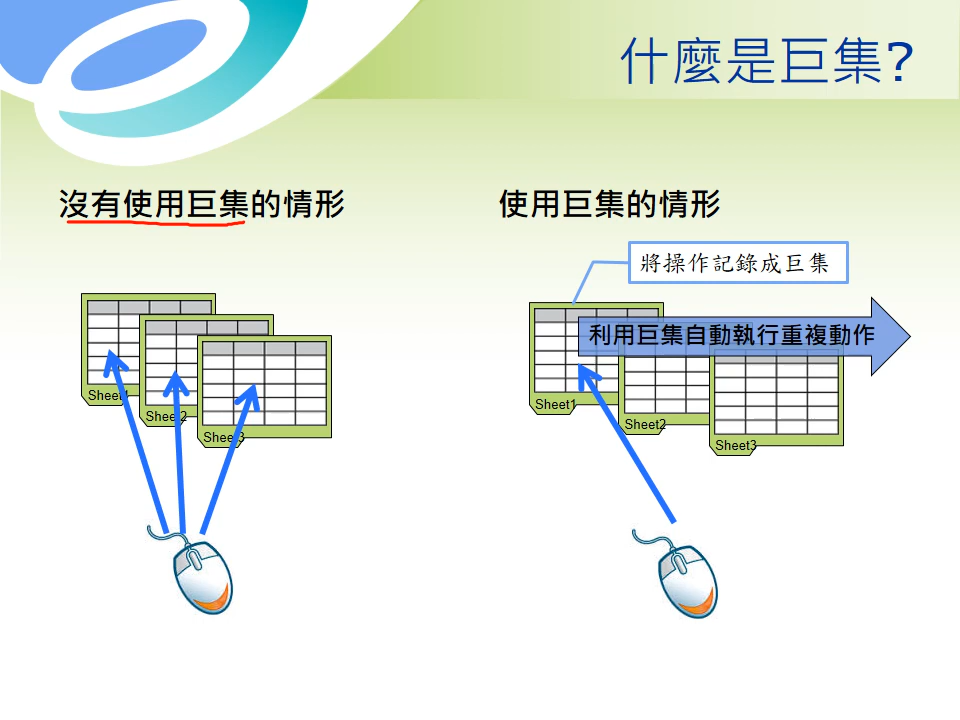 什麼是巨集?
沒有使用巨集的情形
Sheet1
Sheet2
Sheet3
使用巨集的情形
將操作記錄成巨集
利用巨集自動執行重複動作
Sheet1
Sheet2
Sheet3